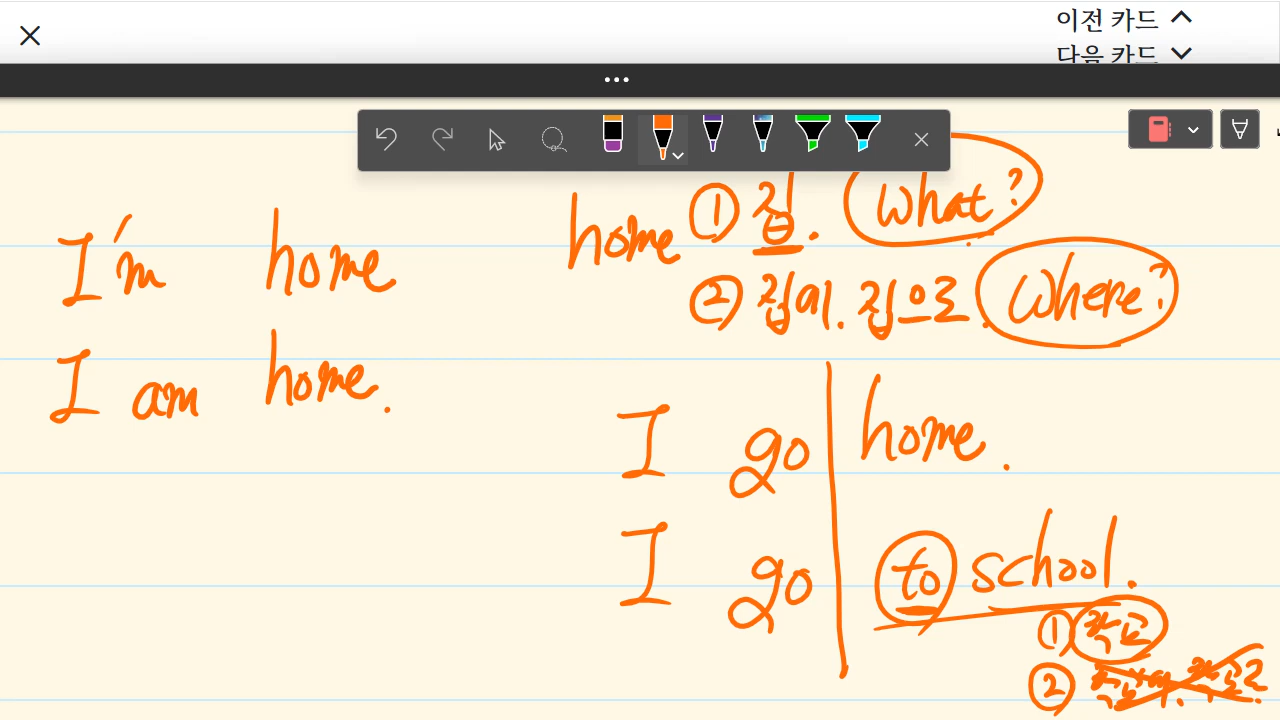 이전 카드
다음 카드
I'm home
home ① 집. What?
② 집에. 집으로. Where?
I am home.
I go home.
I go to school.
① 학교
②